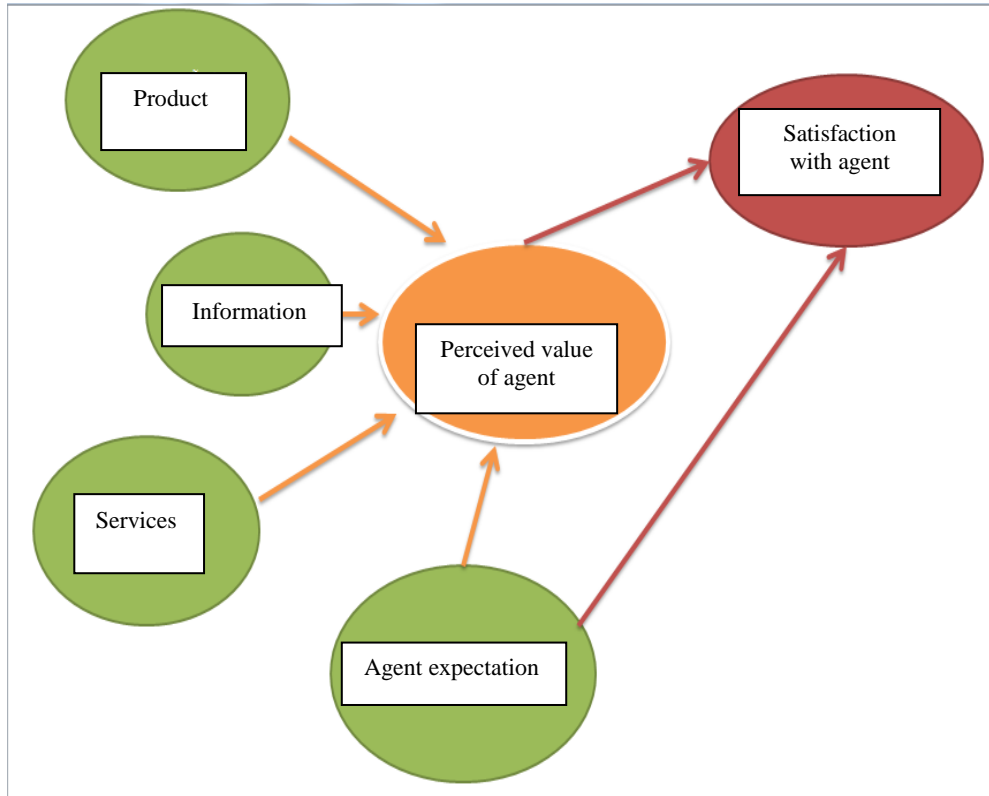 Product
Satisfaction
with agent
Information
Perceived value
of agent
Services
Agent expectation